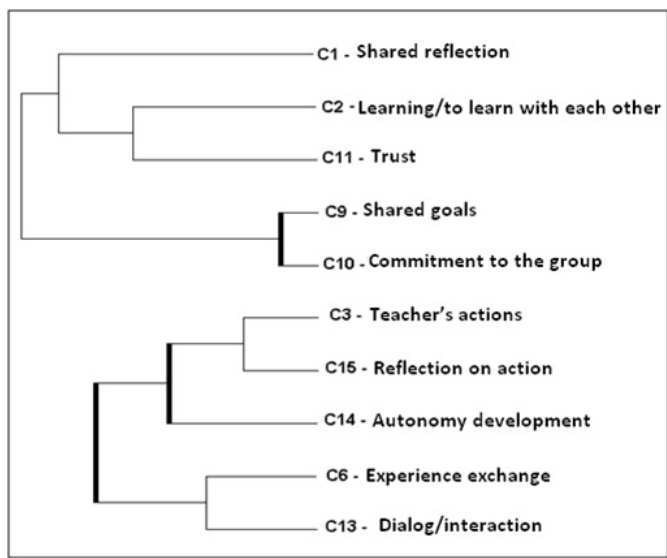 C1 - Shared reflection
C2 - Learning/to learn with each other
C11 - Trust
C9 - Shared goals
C10 - Commitment to the group
C3 - Teacher's actions
C15 - Reflection on action
C14 - Autonomy development
C6 - Experience exchange
C13 - Dialog/interaction